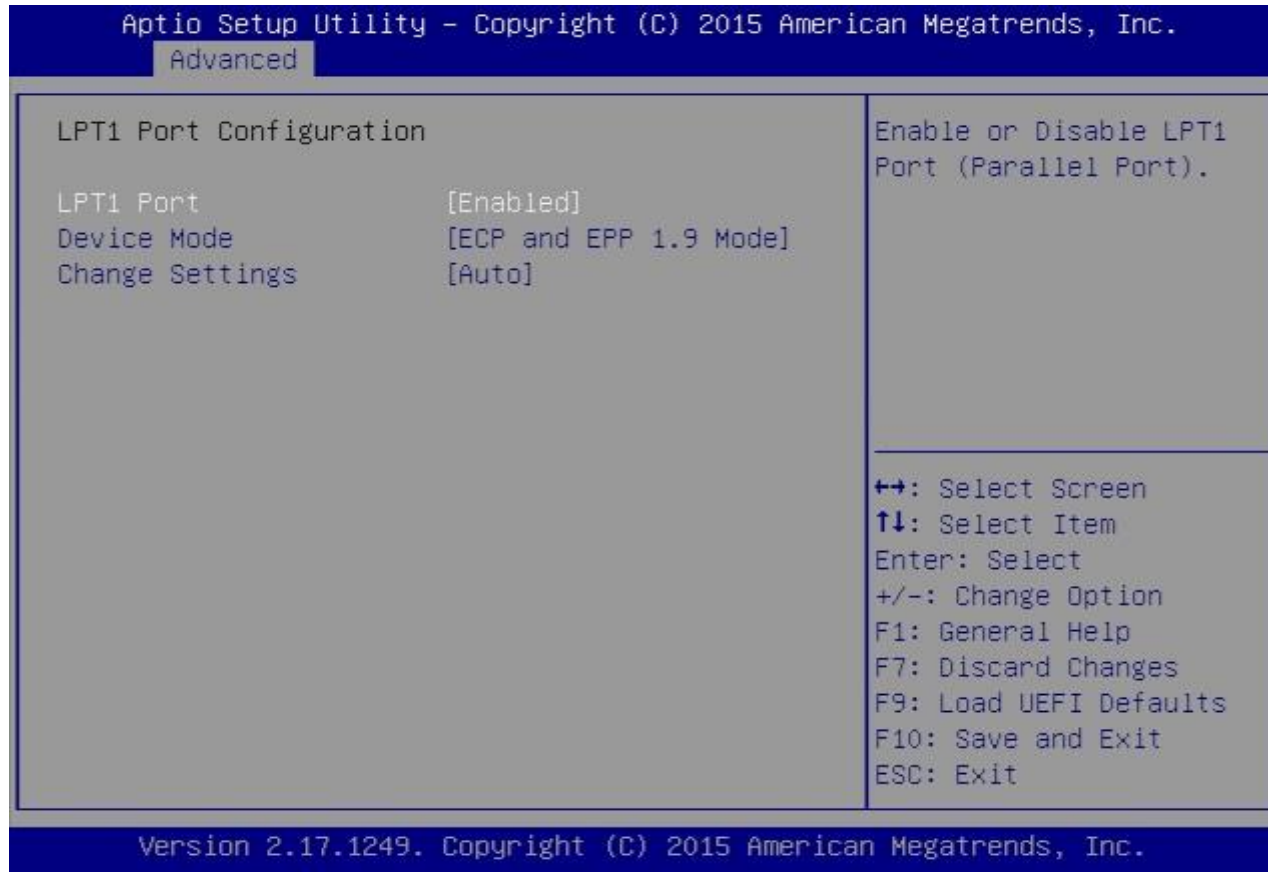 Aptio Setup Utility – Copyright (C) 2015 American Megatrends, Inc.
Advanced
LPT1 Port Configuration
LPT1 Port [Enabled]
Device Mode [ECP and EPP 1.9 Mode]
Change Settings [Auto]
Enable or Disable LPT1
Port (Parallel Port).
←→: Select Screen
↑↓: Select Item
Enter: Select
+/-: Change Option
F1: General Help
F7: Discard Changes
F9: Load UEFI Defaults
F10: Save and Exit
ESC: Exit
Version 2.17.1249. Copyright (C) 2015 American Megatrends, Inc.